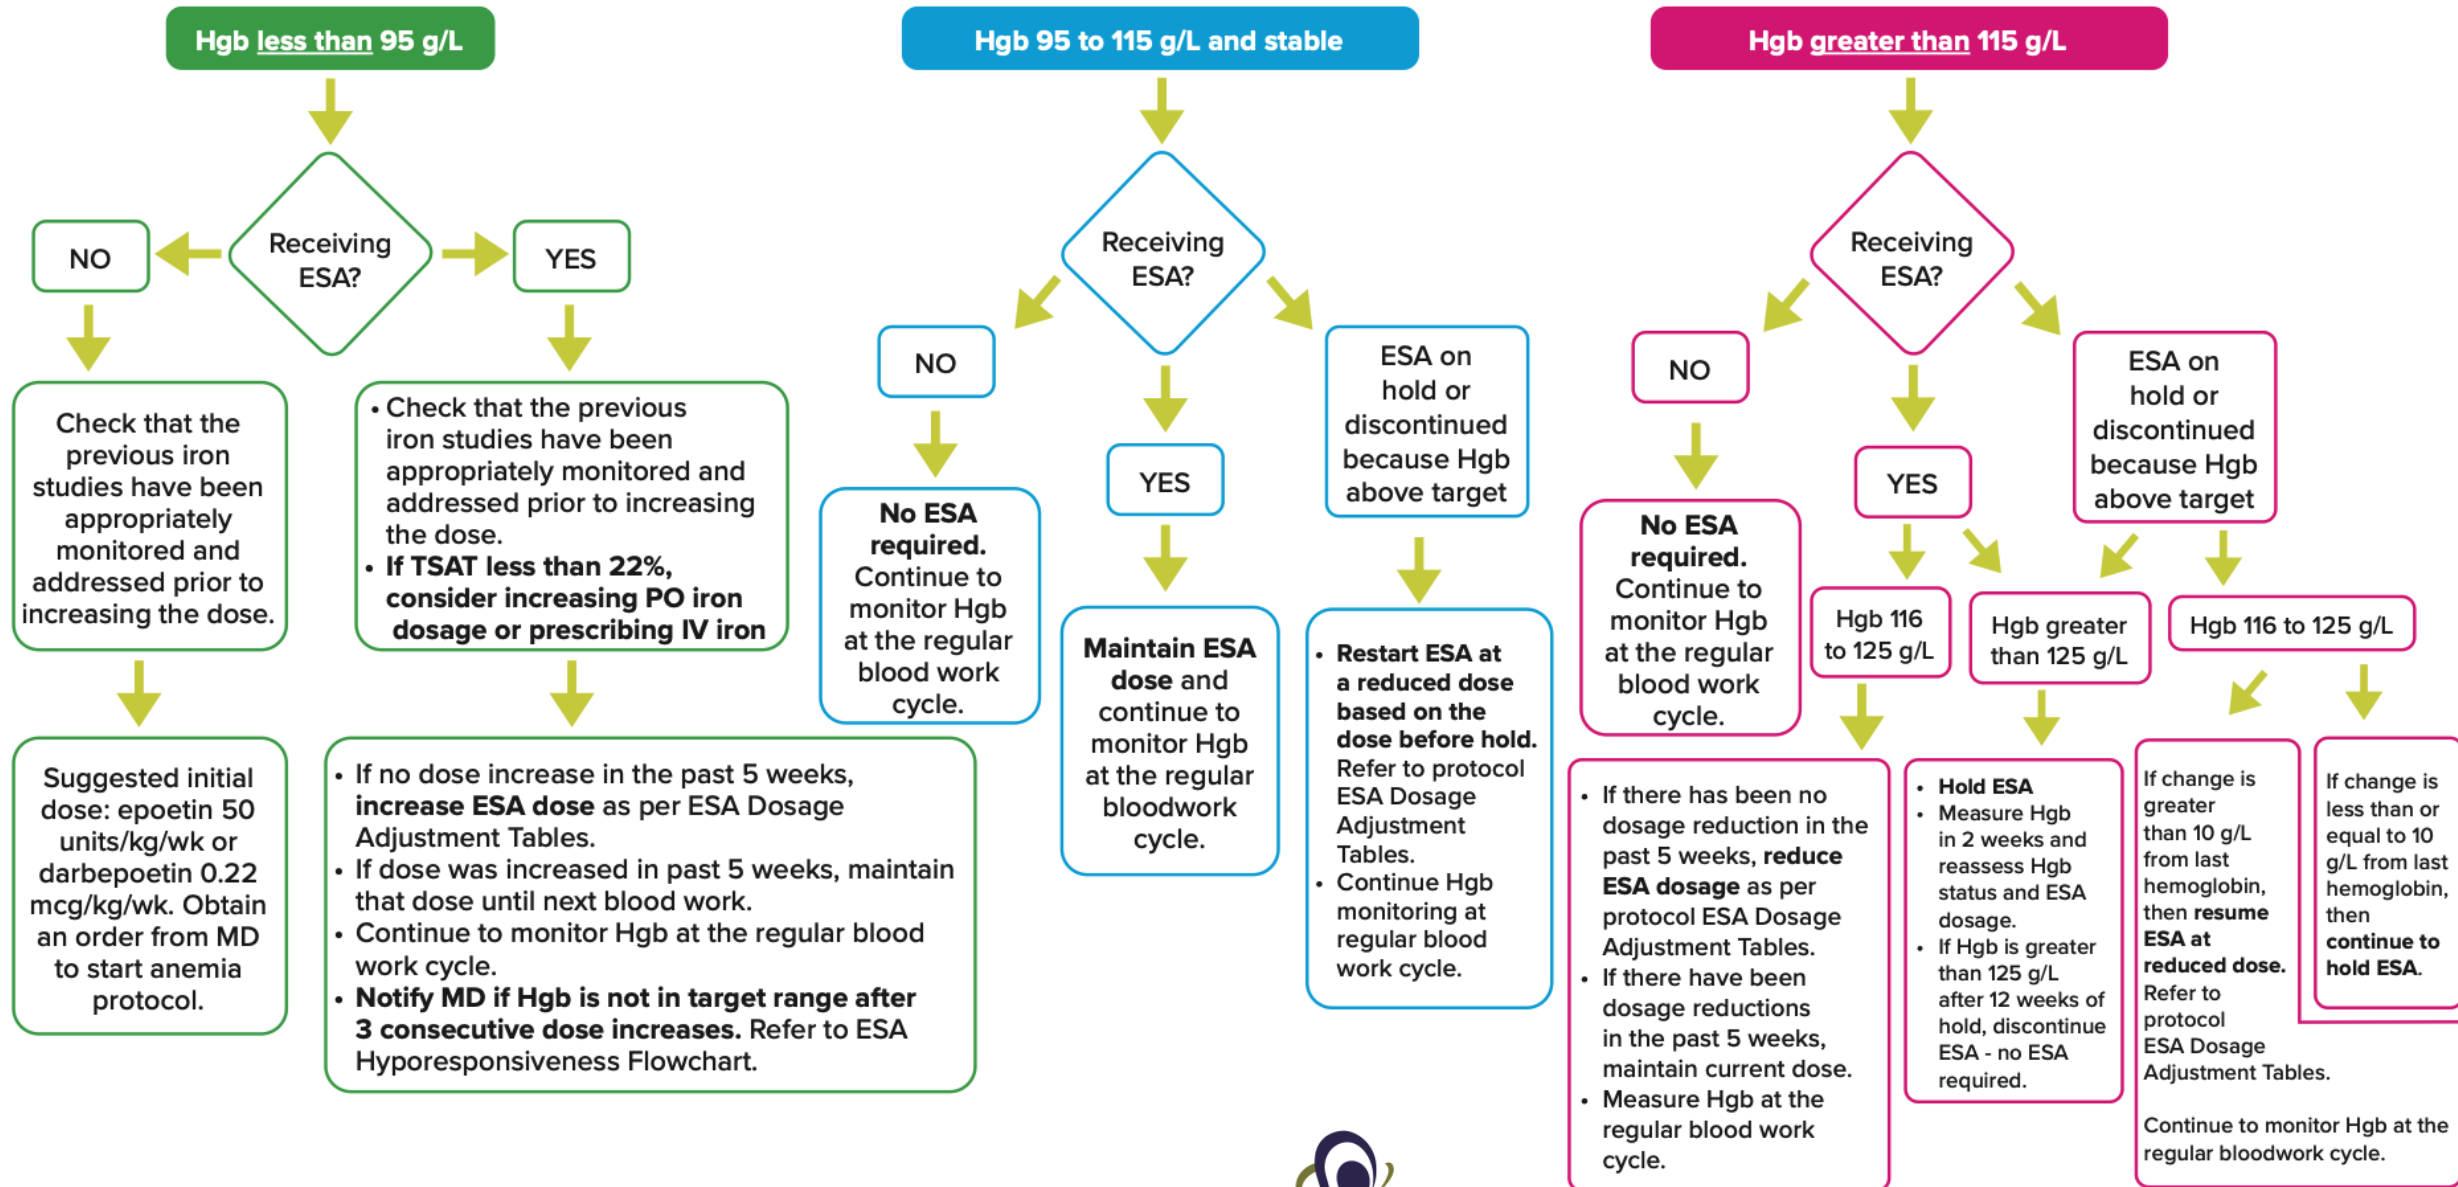 Hgb less than 95 g/L
Receiving
ESA?
NO
YES
Check that the
previous iron
studies have been
appropriately
monitored and
addressed prior to
increasing the dose.
• Check that the previous
iron studies have been
appropriately monitored and
addressed prior to increasing
the dose.
• If TSAT less than 22%,
consider increasing PO iron
dosage or prescribing IV iron
Suggested initial
dose: epoetin 50
units/kg/wk or
darbepoetin 0.22
mcg/kg/wk. Obtain
an order from MD
to start anemia
protocol.
• If no dose increase in the past 5 weeks,
increase ESA dose as per ESA Dosage
Adjustment Tables.
• If dose was increased in past 5 weeks, maintain
that dose until next blood work.
• Continue to monitor Hgb at the regular blood
work cycle.
• Notify MD if Hgb is not in target range after
3 consecutive dose increases. Refer to ESA
Hyporesponsiveness Flowchart.
Hgb 95 to 115 g/L and stable
Receiving
ESA?
NO
YES
ESA on
hold or
discontinued
because Hgb
above target
No ESA
required.
Continue to
monitor Hgb
at the regular
blood work
cycle.
Maintain ESA
dose and
continue to
monitor Hgb
at the regular
bloodwork
cycle.
• Restart ESA at
a reduced dose
based on the
dose before hold.
Refer to protocol
ESA Dosage
Adjustment
Tables.
• Continue Hgb
monitoring at
regular blood
work cycle.
Hgb greater than 115 g/L
Receiving
ESA?
NO
YES
ESA on
hold or
discontinued
because Hgb
above target
No ESA
required.
Continue to
monitor Hgb
at the regular
blood work
cycle.
Hgb 116
to 125 g/L
Hgb greater
than 125 g/L
Hgb 116 to 125 g/L
• If there has been no
dosage reduction in the
past 5 weeks, reduce
ESA dosage as per
protocol ESA Dosage
Adjustment Tables.
• If there have been
dosage reductions
in the past 5 weeks,
maintain current dose.
• Measure Hgb at the
regular blood work
cycle.
• Hold ESA
• Measure Hgb
in 2 weeks and
reassess Hgb
status and ESA
dosage.
• If Hgb is greater
than 125 g/L
after 12 weeks of
hold, discontinue
ESA - no ESA
required.
If change is
greater
than 10 g/L
from last
hemoglobin,
then resume
ESA at
reduced dose.
Refer to
protocol
ESA Dosage
Adjustment Tables.
Continue to monitor Hgb at the
regular bloodwork cycle.
If change is
less than or
equal to 10
g/L from last
hemoglobin,
then
continue to
hold ESA.